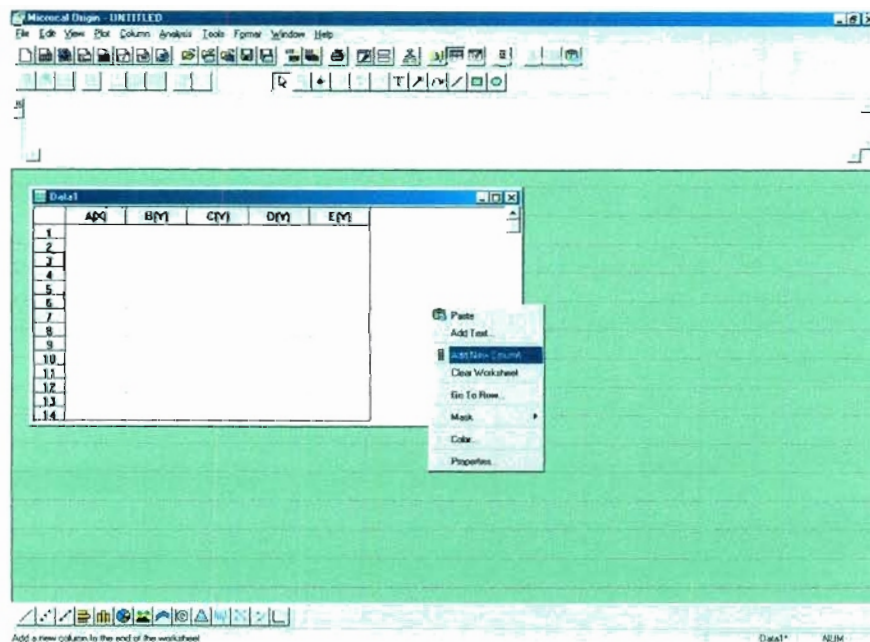 Microcal Origin - UNTITLED
File Edit View Plot Column Analysis Tools Format Window Help
Data1
A(X) B(Y) C(Y) D(Y) E(Y)
1
2
3
4
5
6
7
8
9
10
11
12
13
14
Paste
Add Text...
Add New Column
Clear Worksheet
Go To Row...
Mask
Color...
Properties...
Add a new column to the end of the worksheet
Data1* NUM